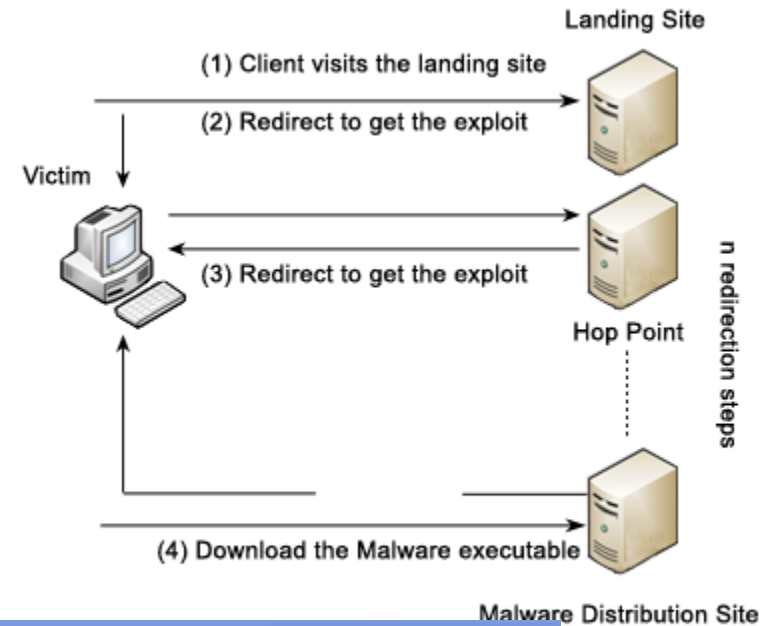 Landing Site
(1) Client visits the landing site
(2) Redirect to get the exploit
Victim
(3) Redirect to get the exploit
Hop Point
n redirection steps
(4) Download the Malware executable
Malware Distribution Site